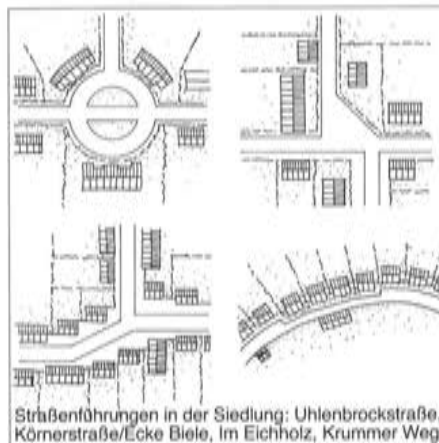 Straßenführungen in der Siedlung: Uhlenbrockstraße,
Körnerstraße/Ecke Biele, Im Eichholz, Krummer Weg